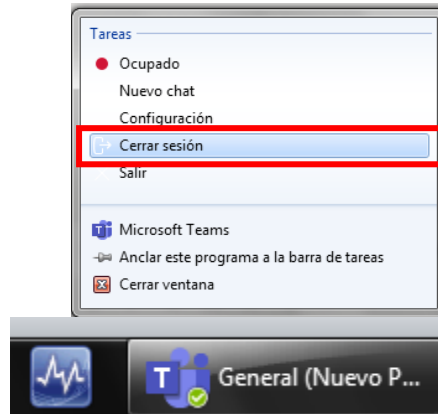 Tareas
Ocupado
Nuevo chat
Configuración
Cerrar sesión
Salir
Microsoft Teams
Anclar este programa a la barra de tareas
Cerrar ventana
General (Nuevo P...